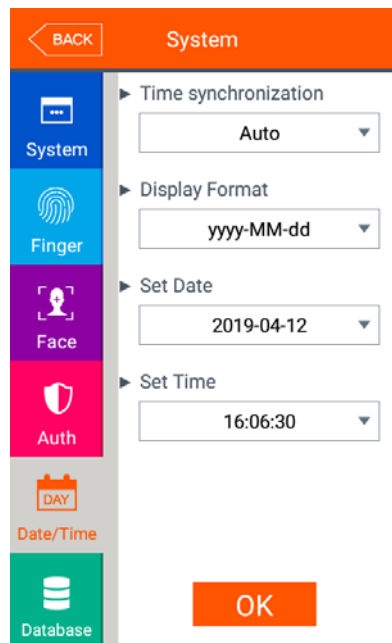 BACK
System
System
Finger
Face
Auth
DAY
Date/Time
Database
Time synchronization
Auto
Display Format
yyyy-MM-dd
Set Date
2019-04-12
Set Time
16:06:30
OK